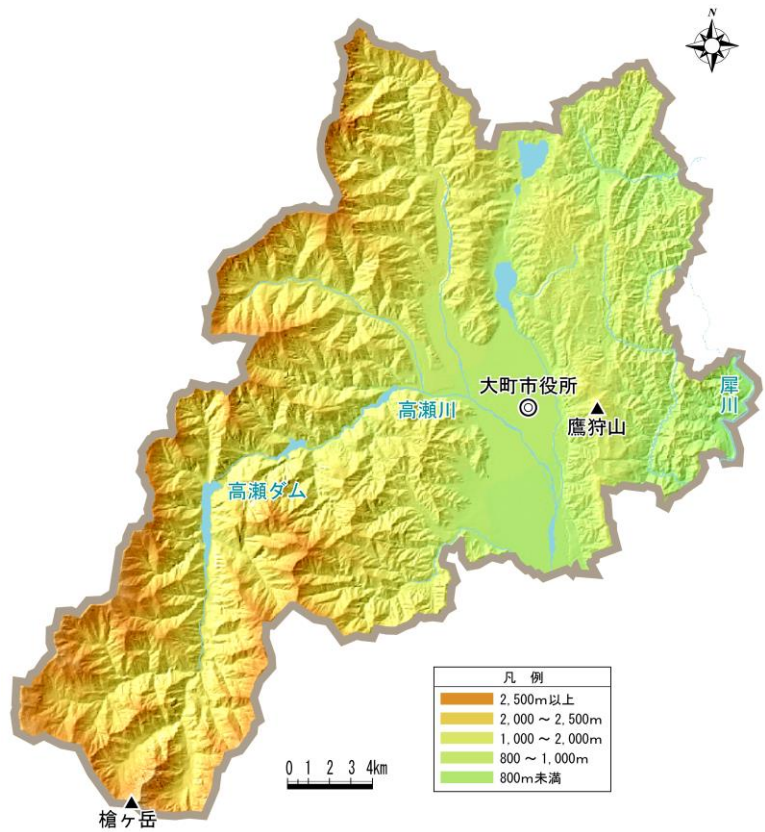 N
大町市役所
鷹狩山
犀川
高瀬川
高瀬ダム
槍ヶ岳
0 1 2 3 4km
凡 例
2,500m以上
2,000 ～ 2,500m
1,000 ～ 2,000m
800 ～ 1,000m
800m未満